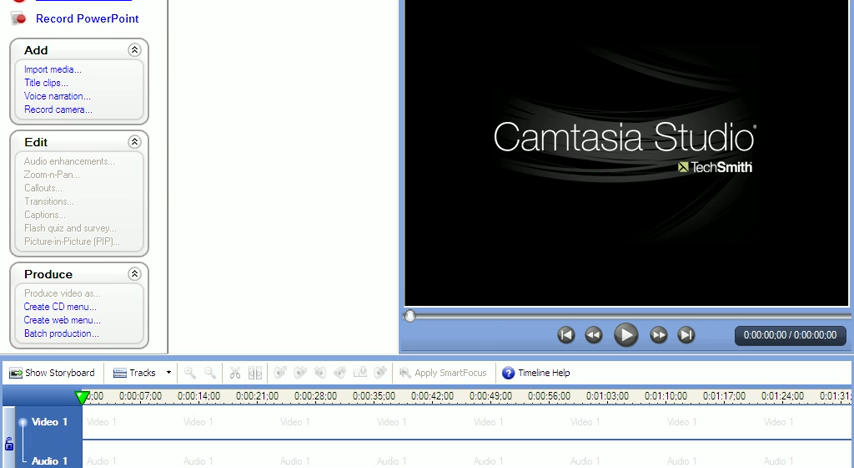 Record PowerPoint
Add
Import media...
Title clips...
Voice narration...
Record camera...
Edit
Audio enhancements...
Zoom-n-Pan...
Callouts...
Transitions...
Captions...
Flash quiz and survey...
Picture-in-Picture (PIP)...
Produce
Produce video as...
Create CD menu...
Create web menu...
Batch production...
Camtasia Studio®
TechSmith
0:00:00;00 / 0:00:00;00
Show Storyboard Tracks Apply SmartFocus Timeline Help
0:00:07;00 0:00:14;00 0:00:21;00 0:00:28;00 0:00:35;00 0:00:42;00 0:00:49;00 0:00:56;00 0:01:03;00 0:01:10;00 0:01:17;00 0:01:24;00 0:01:31;
Video 1 Video 1 Video 1 Video 1 Video 1 Video 1 Video 1 Video 1 Video 1
Audio 1 Audio 1 Audio 1 Audio 1 Audio 1 Audio 1 Audio 1 Audio 1 Audio 1